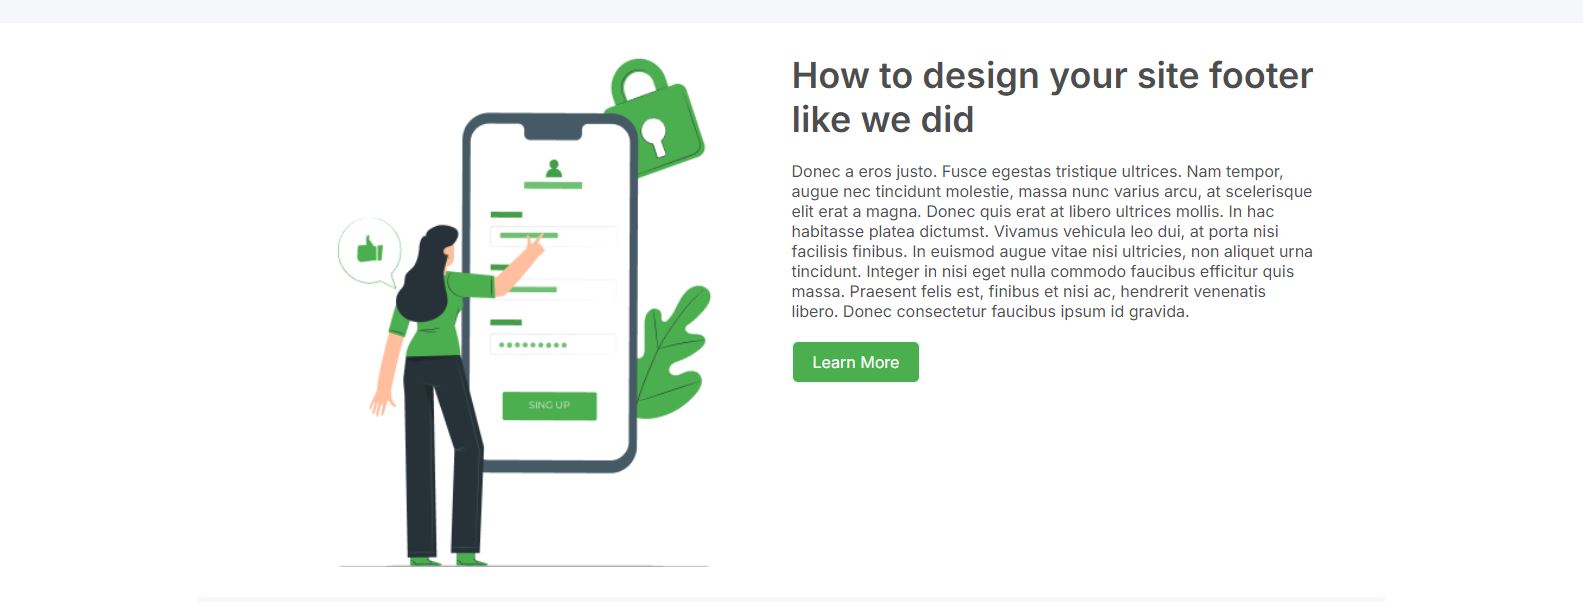 How to design your site footer
like we did
Donec a eros justo. Fusce egestas tristique ultrices. Nam tempor,
augue nec tincidunt molestie, massa nunc varius arcu, at scelerisque
elit erat a magna. Donec quis erat at libero ultrices mollis. In hac
habitasse platea dictumst. Vivamus vehicula leo dui, at porta nisi
facilisis finibus. In euismod augue vitae nisi ultricies, non aliquet urna
tincidunt. Integer in nisi eget nulla commodo faucibus efficitur quis
massa. Praesent felis est, finibus et nisi ac, hendrerit venenatis
libero. Donec consectetur faucibus ipsum id gravida.
Learn More
SING UP